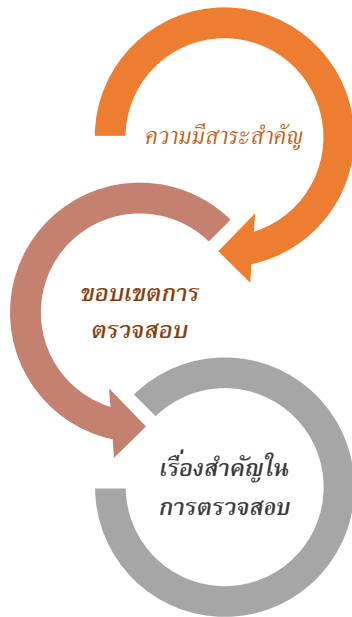 ความมีสาระสำคัญ
ขอบเขตการ
ตรวจสอบ
เรื่องสำคัญใน
การตรวจสอบ